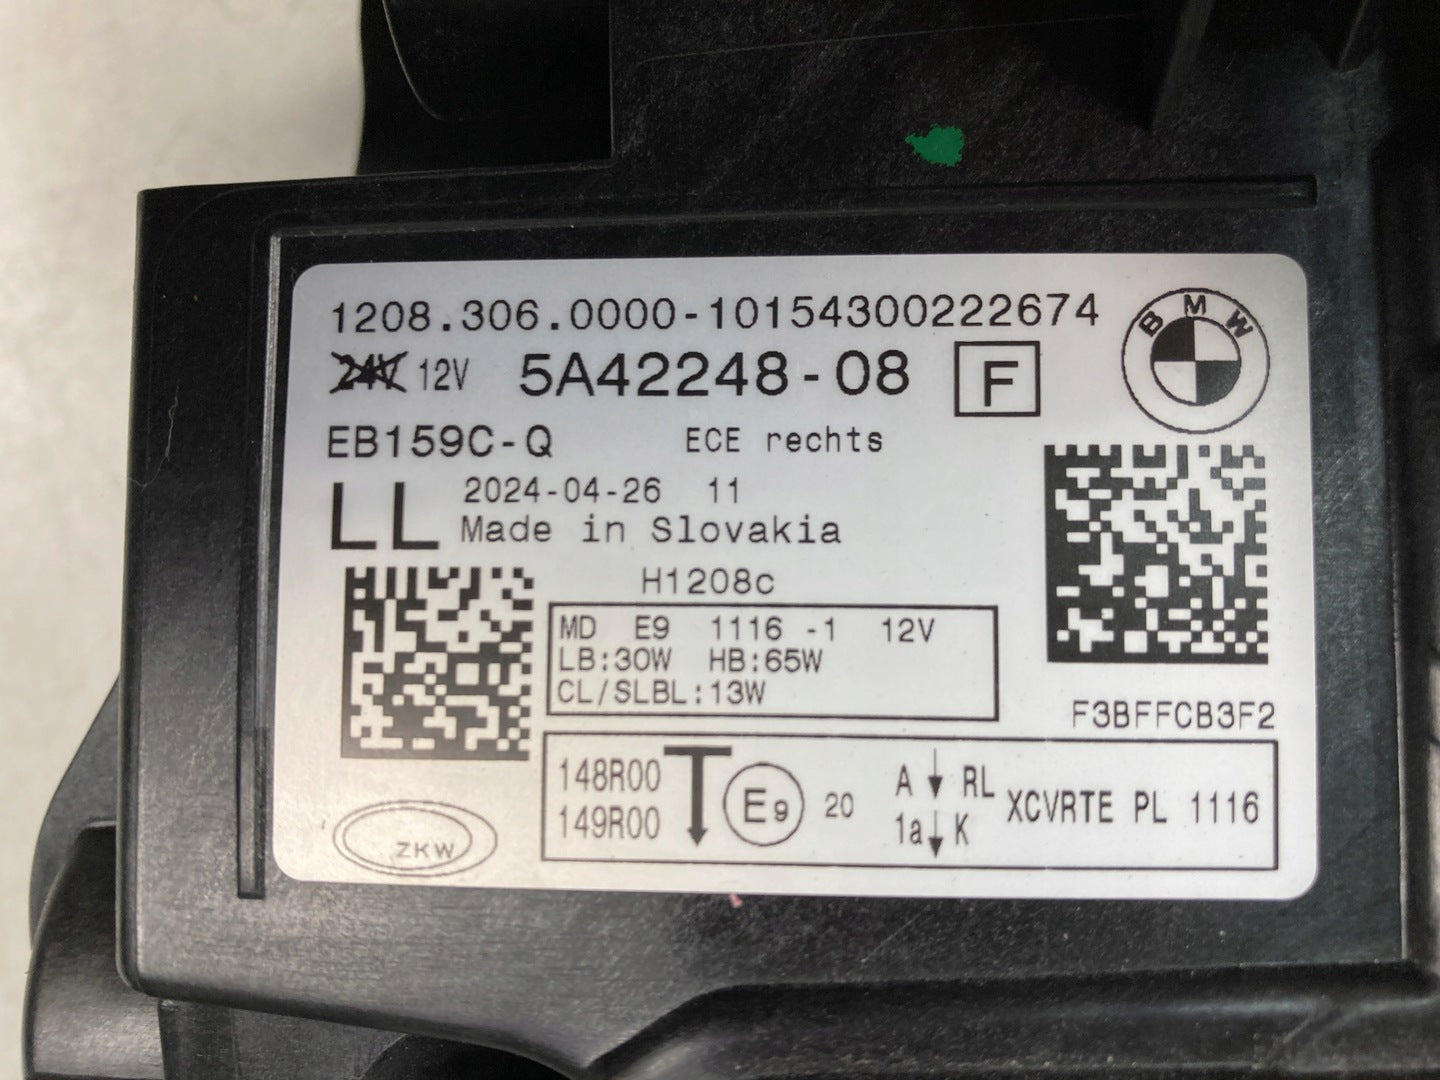 1208.306.0000-10154300222674
24V 12V 5A42248-08 F
BMW
EB159C-Q ECE rechts
LL 2024-04-26 11
Made in Slovakia
H1208c
MD E9 1116 -1 12V
LB:30W HB:65W
CL/SLBL:13W
F3BFFCB3F2
148R00
149R00
E9 20
A ↓ RL
1a ↓ K
XCVRTE PL 1116
ZKW